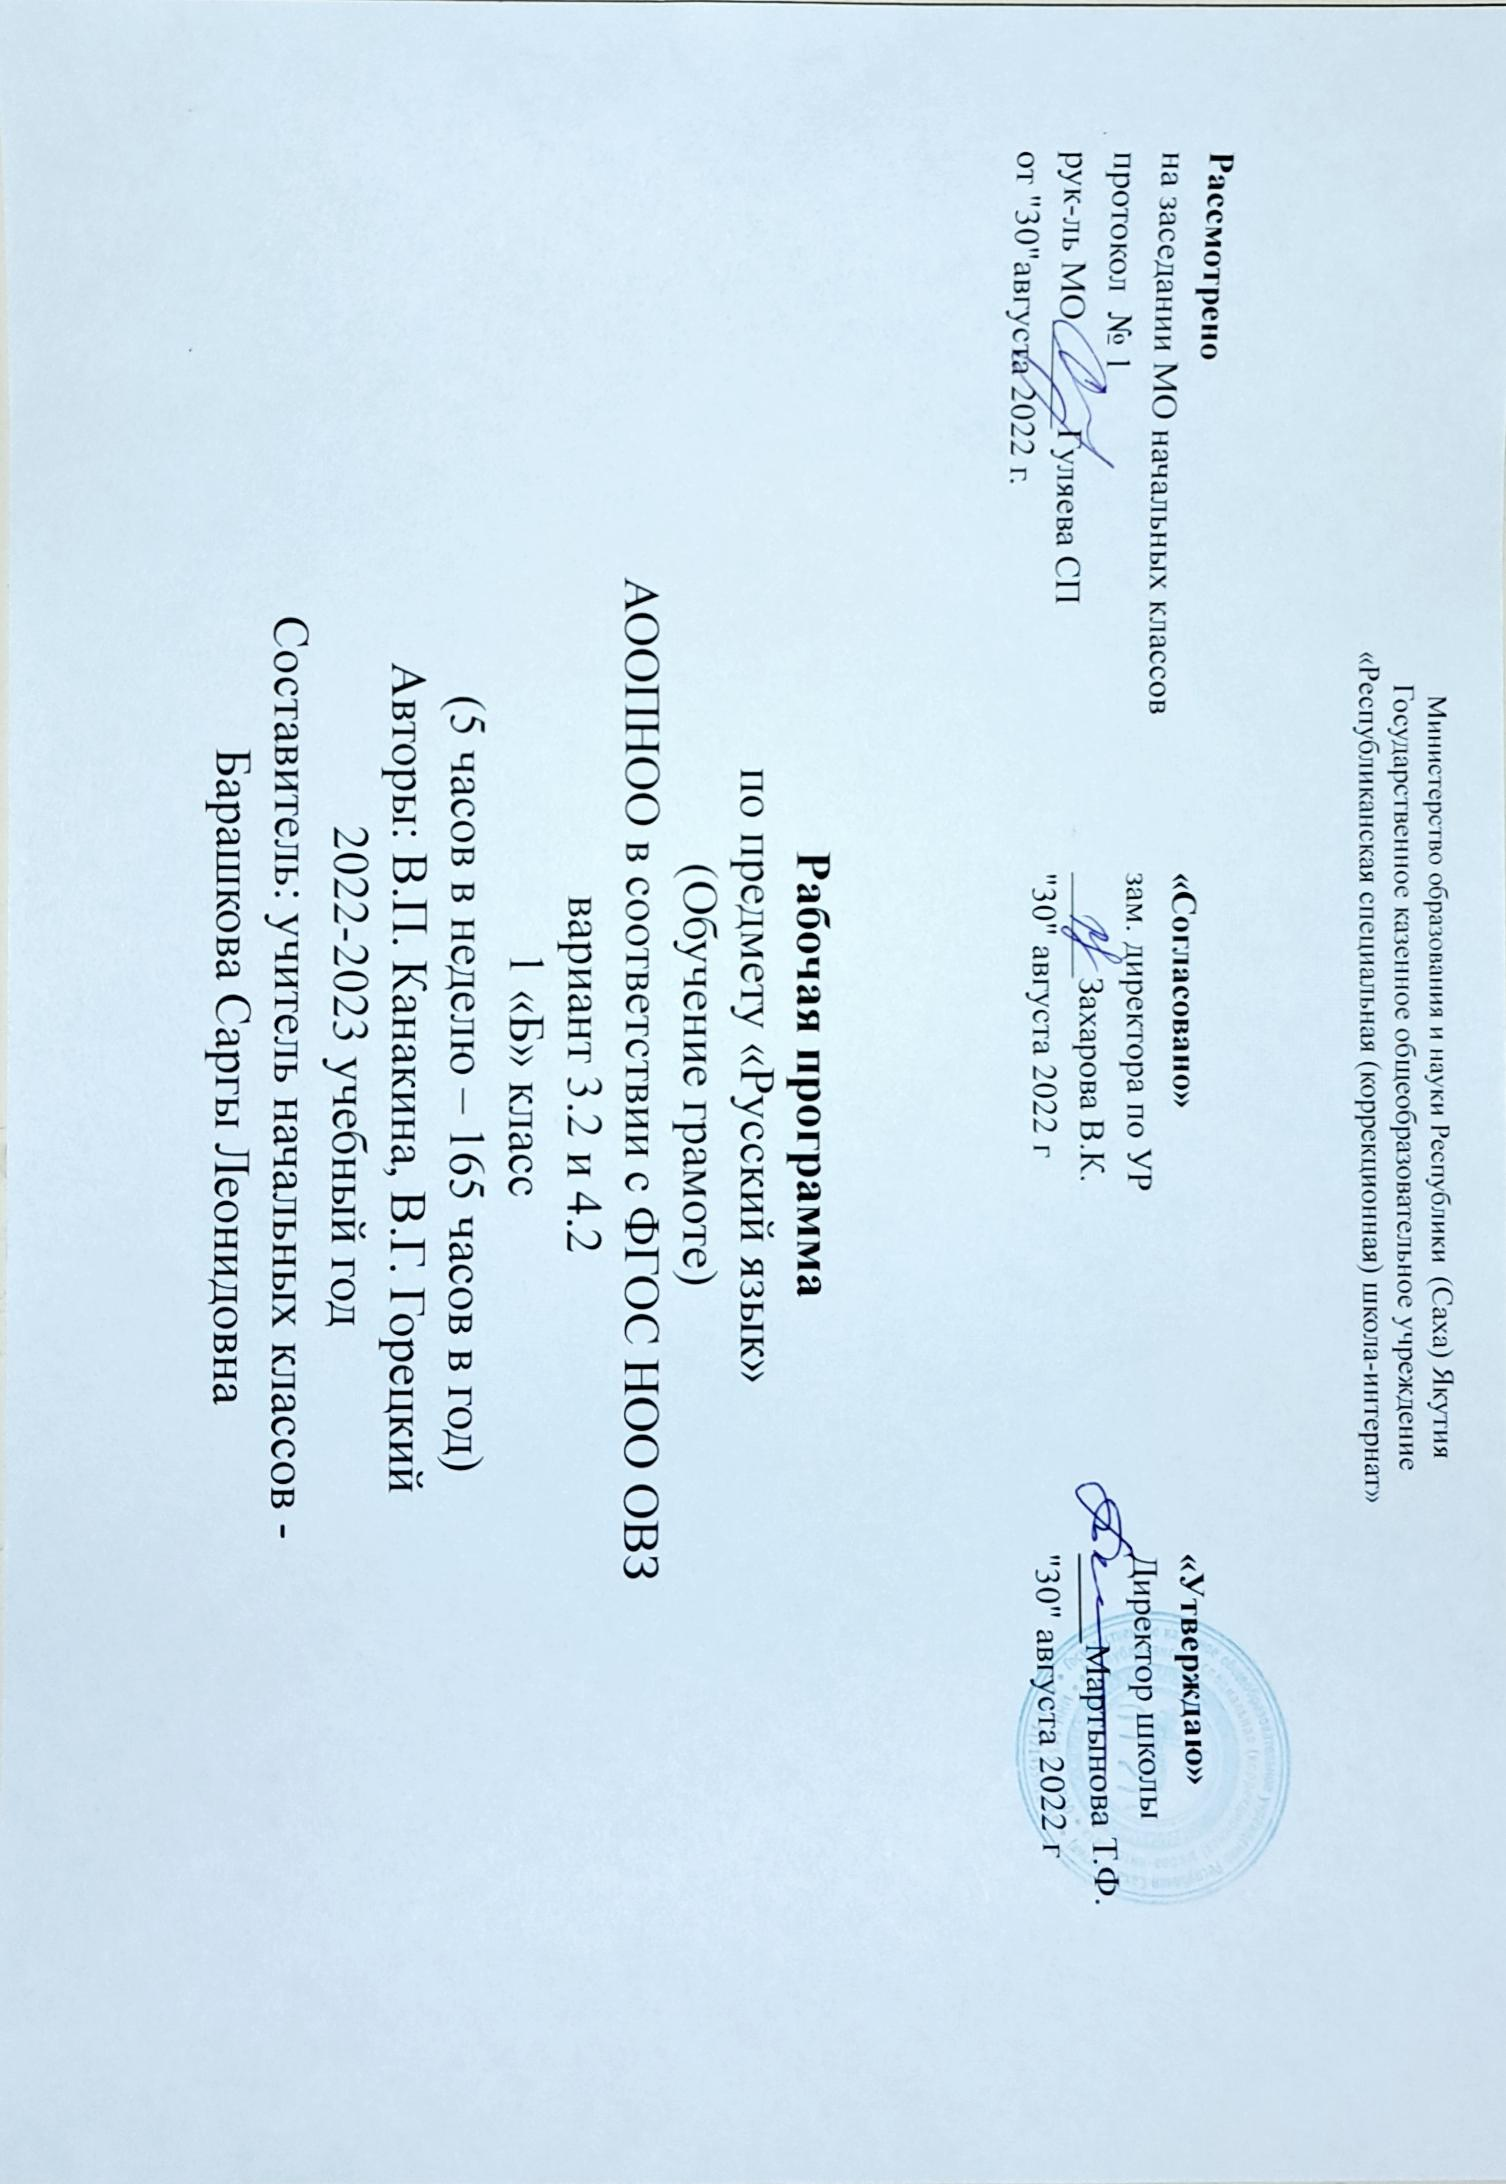 Министерство образования и науки Республики (Саха) Якутия
Государственное казенное общеобразовательное учреждение
«Республиканская специальная (коррекционная) школа-интернат»
Рассмотрено
на заседании МО начальных классов
протокол № 1
рук-ль МО Гуляева СП
от "30"августа 2022 г.
«Согласовано»
зам. директора по УР
Захарова В.К.
"30" августа 2022 г
«Утверждаю»
Директор школы
Мартынова Т.Ф.
"30" августа 2022 г
Рабочая программа
по предмету «Русский язык»
(Обучение грамоте)
АООПНОО в соответствии с ФГОС НОО ОВЗ
вариант 3.2 и 4.2
1 «Б» класс
(5 часов в неделю – 165 часов в год)
Авторы: В.П. Канакина, В.Г. Горецкий
2022-2023 учебный год
Составитель: учитель начальных классов -
Барашкова Саргы Леонидовна